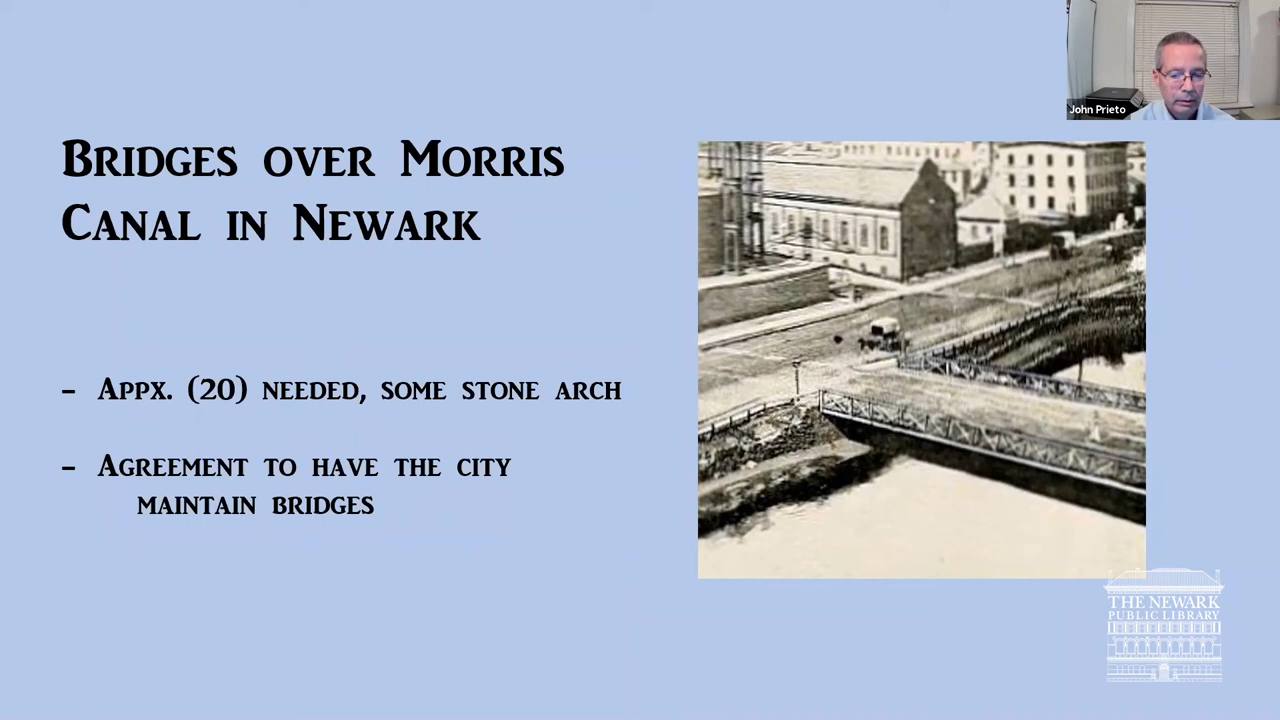 John Prieto
Bridges over Morris
Canal in Newark
- Appx. (20) needed, some stone arch
- Agreement to have the city
maintain bridges
THE NEWARK
PUBLIC LIBRARY